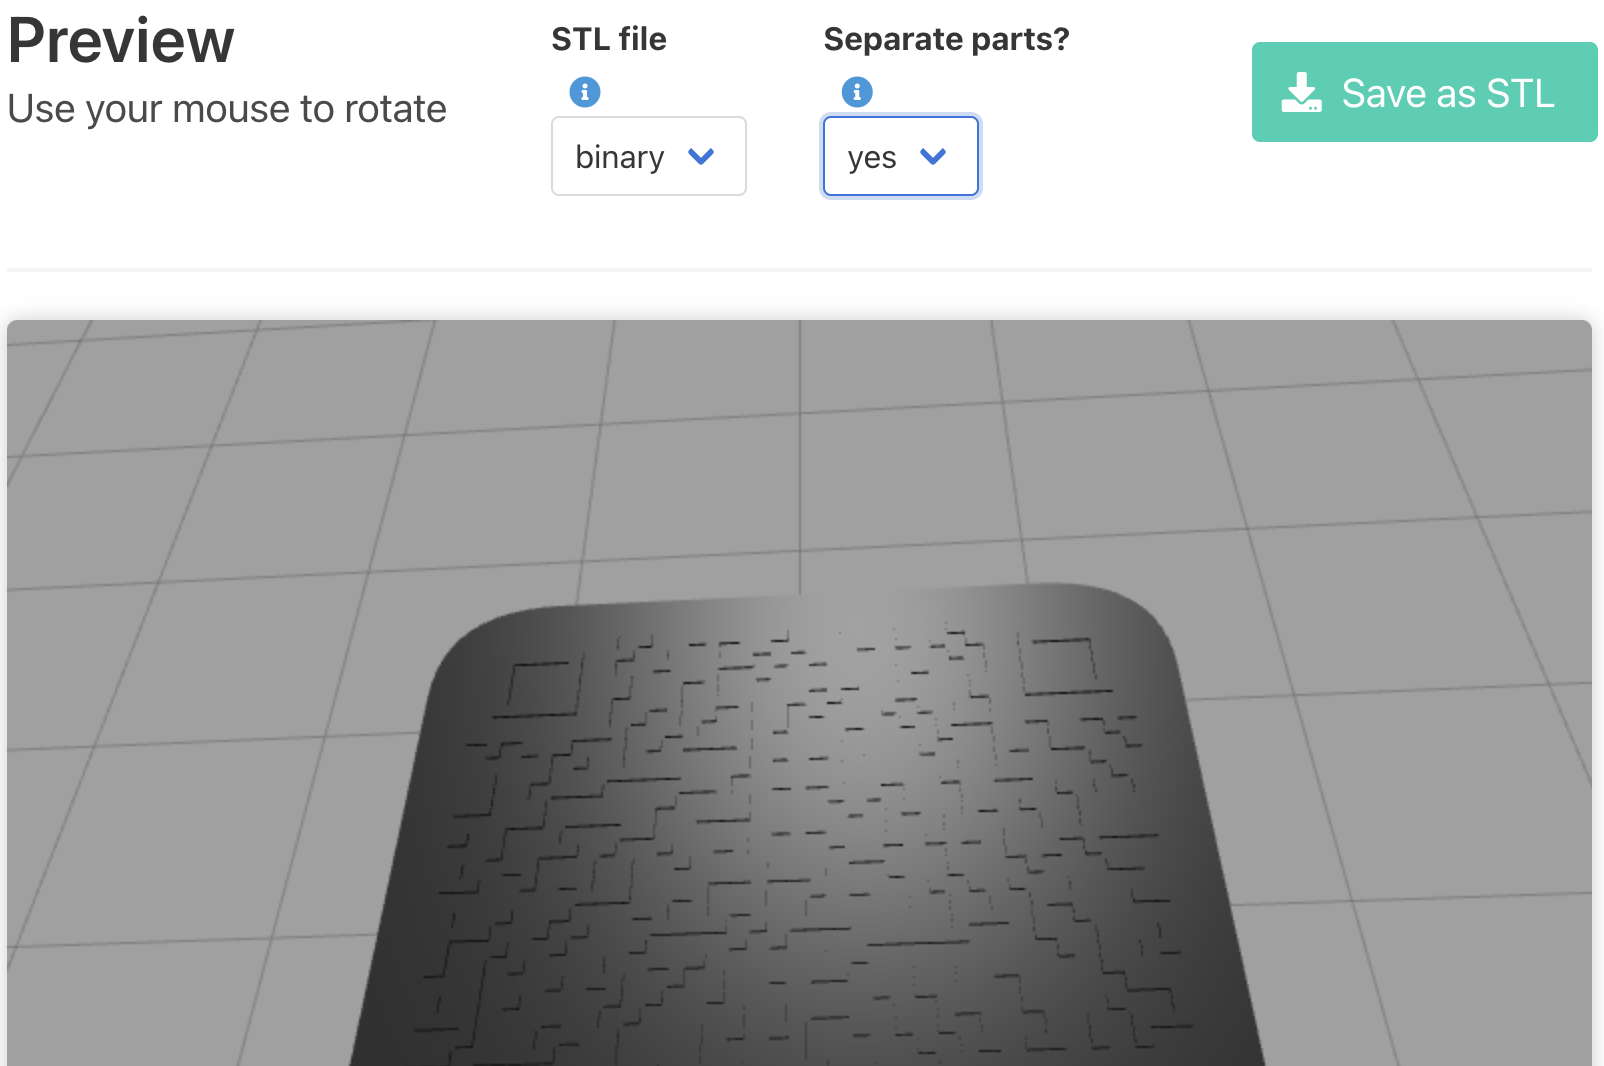 Preview
Use your mouse to rotate
STL file
binary
Separate parts?
yes
Save as STL